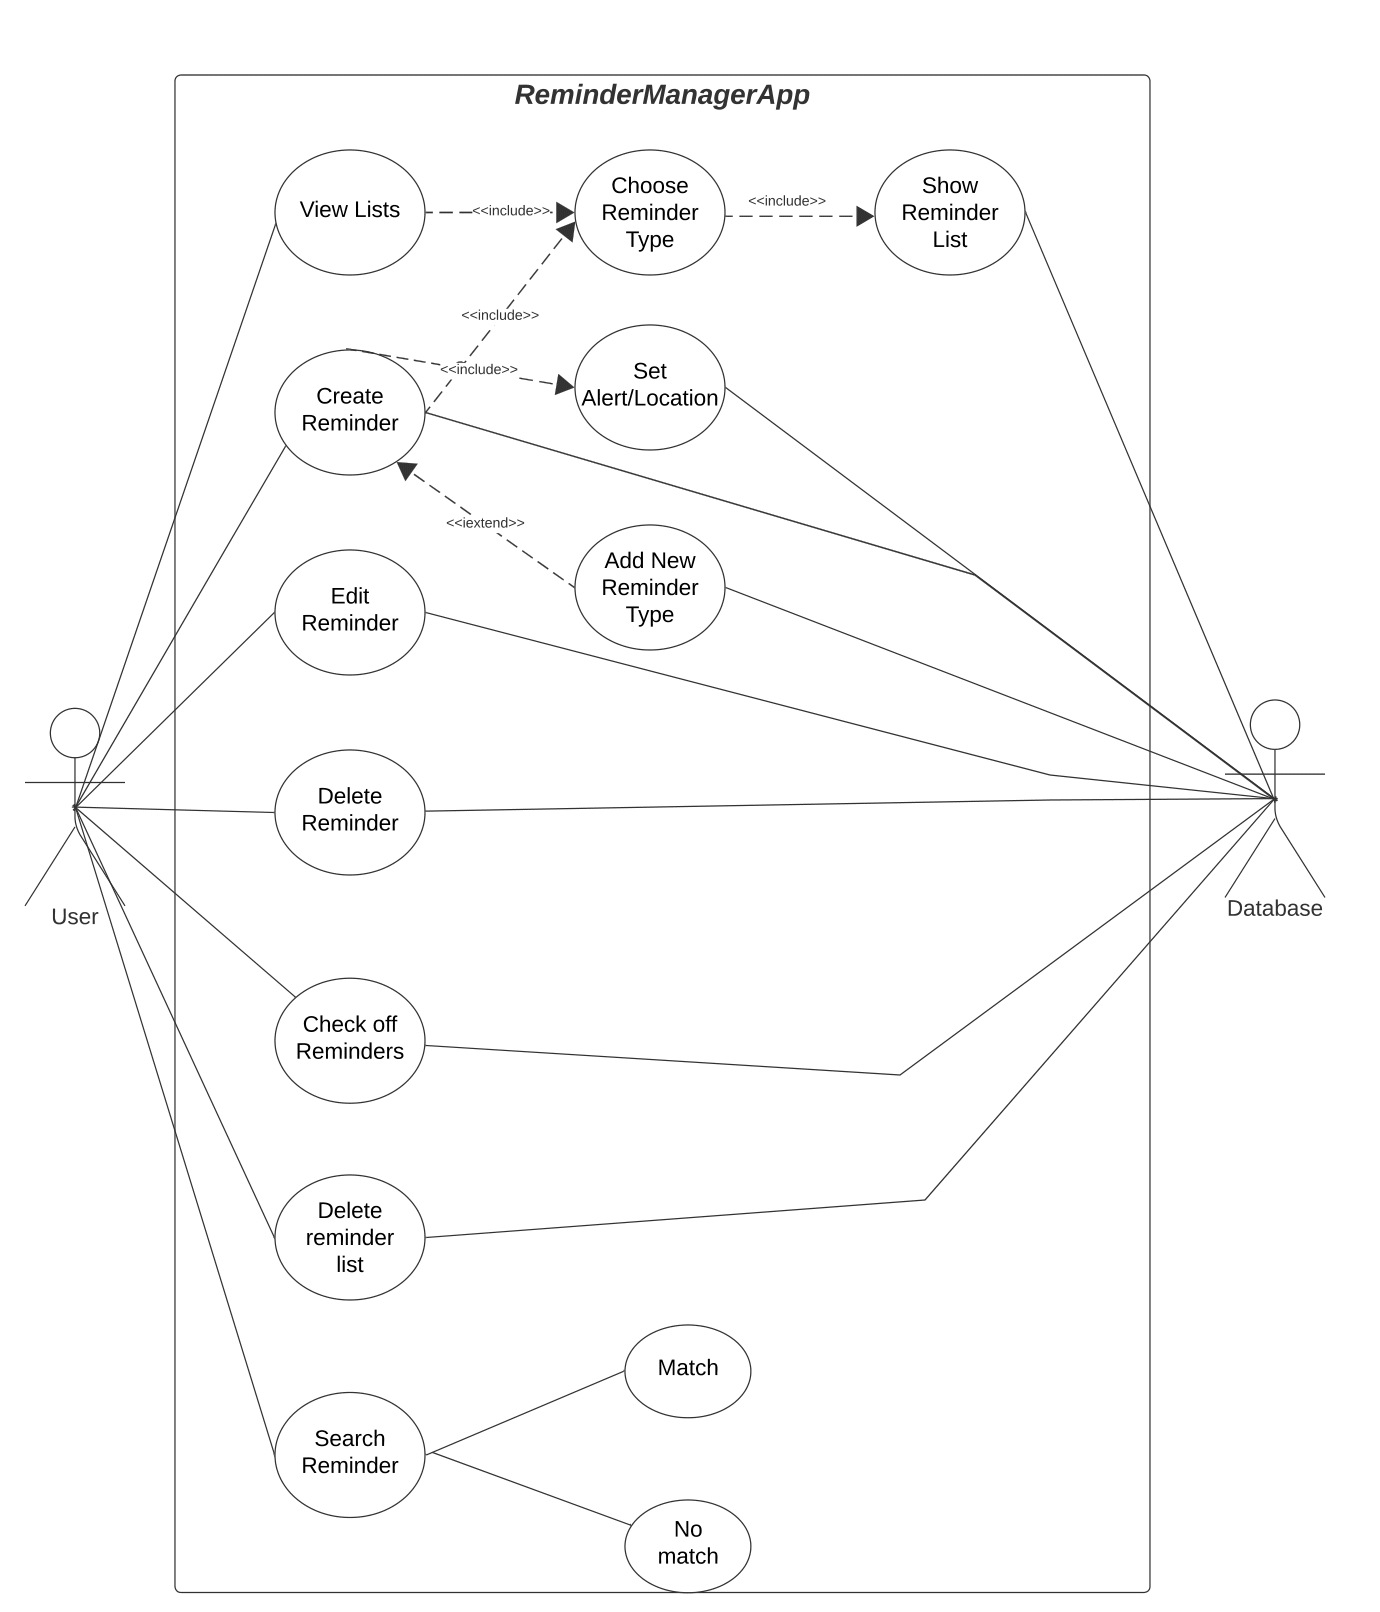 ReminderManagerApp
View Lists
<<include>>
Choose
Reminder
Type
<<include>>
Show
Reminder
List
<<include>>
<<include>>
Create
Reminder
Set
Alert/Location
<<iextend>>
Edit
Reminder
Add New
Reminder
Type
Delete
Reminder
User
Database
Check off
Reminders
Delete
reminder
list
Match
Search
Reminder
No
match